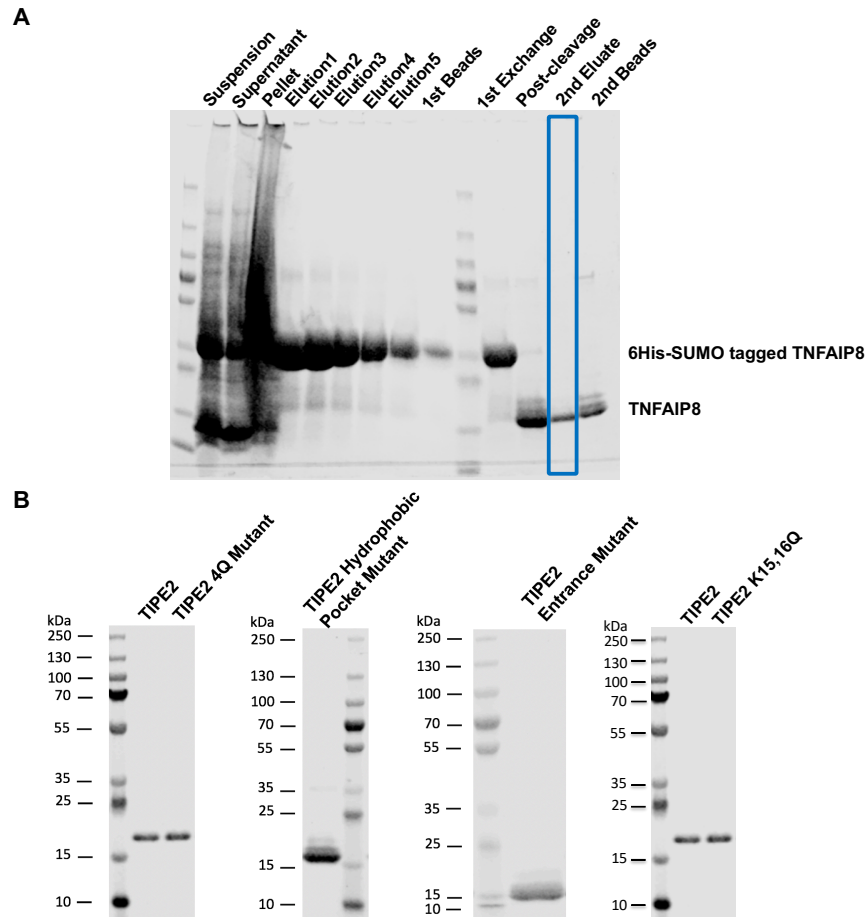 A
Suspension
Supernatant
Pellet
Elution1
Elution2
Elution3
Elution4
Elution5
1st Beads
1st Exchange
Post-cleavage
2nd Eluate
2nd Beads
6His-SUMO tagged TNFAIP8
TNFAIP8
B
kDa
250
130
100
70
55
35
25
15
10
TIPE2
TIPE2 4Q Mutant
kDa
250
130
100
70
55
35
25
15
10
TIPE2 Hydrophobic
Pocket Mutant
kDa
250
130
100
70
55
35
25
15
10
TIPE2
Entrance Mutant
kDa
250
130
100
70
55
35
25
15
10
TIPE2
TIPE2 K15,16Q